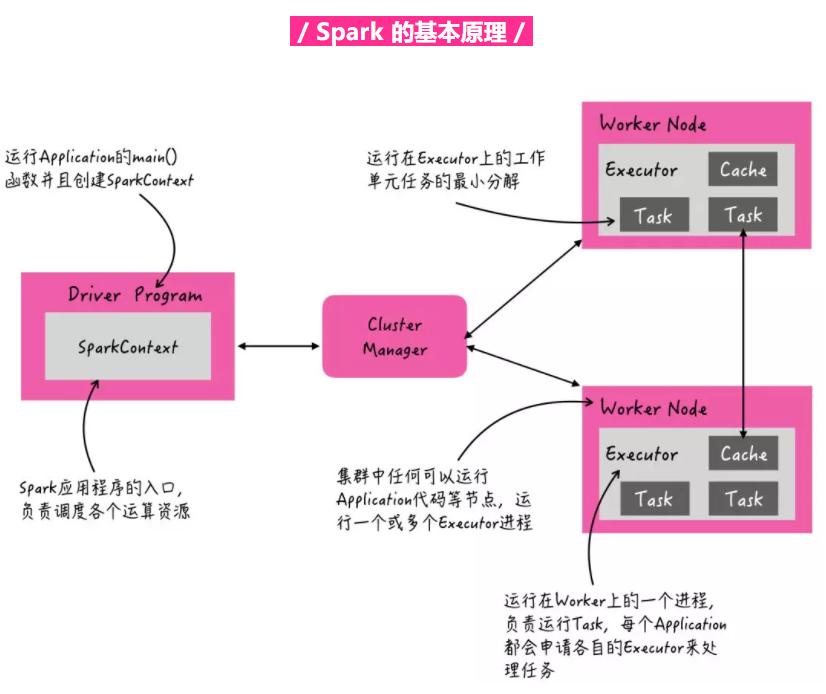 / Spark 的基本原理 /
运行Application的main()
函数并且创建SparkContext
运行在Executor上的工作
单元任务的最小分解
Worker Node
Executor
Cache
Task
Task
Driver Program
SparkContext
Cluster
Manager
Worker Node
Executor
Cache
Task
Task
Spark应用程序的入口,
负责调度各个运算资源
集群中任何可以运行
Application代码等节点, 运
行一个或多个Executor进程
运行在Worker上的一个进程,
负责运行Task, 每个Application
都会申请各自的Executor来处
理任务